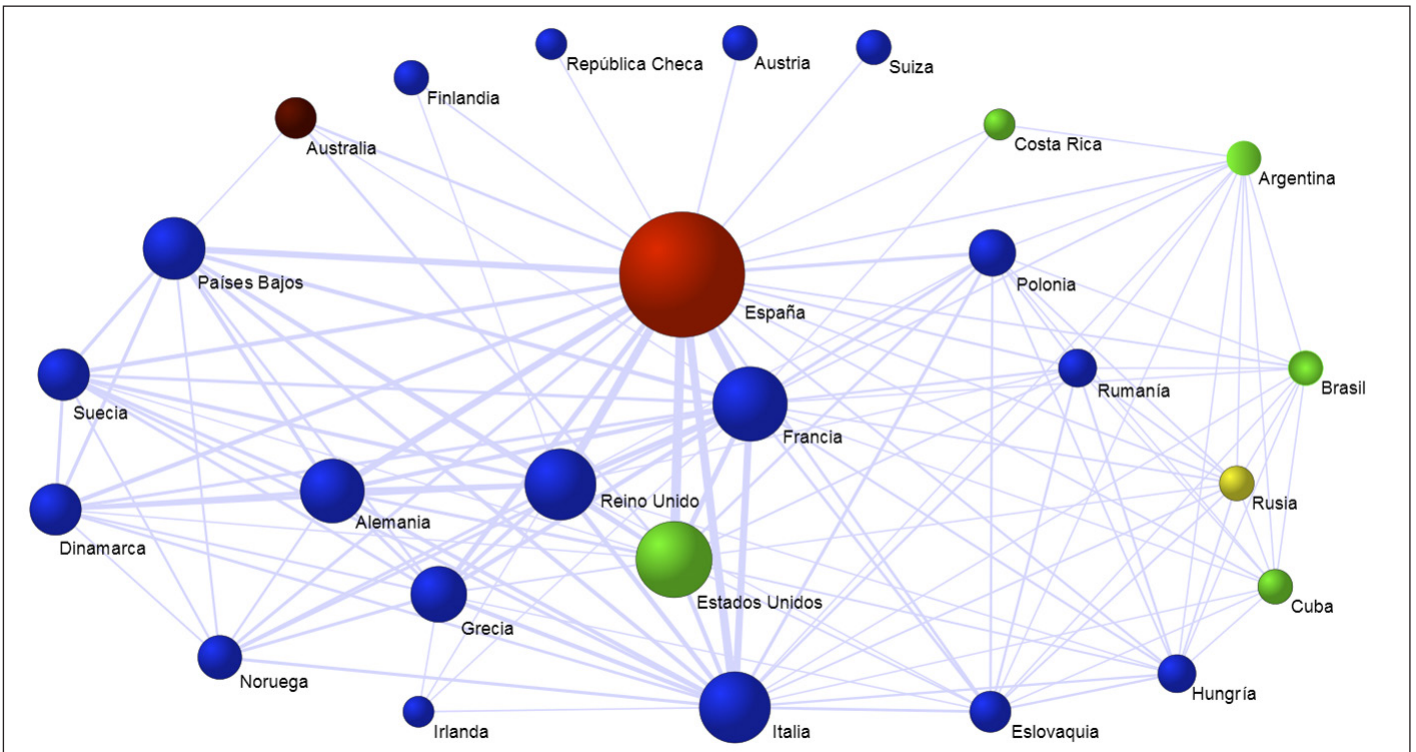 República Checa
Austria
Suiza
Finlandia
Australia
Costa Rica
Argentina
Países Bajos
Polonia
España
Suecia
Rumanía
Brasil
Francia
Reino Unido
Rusia
Alemania
Dinamarca
Estados Unidos
Cuba
Grecia
Noruega
Hungría
Irlanda
Italia
Eslovaquia